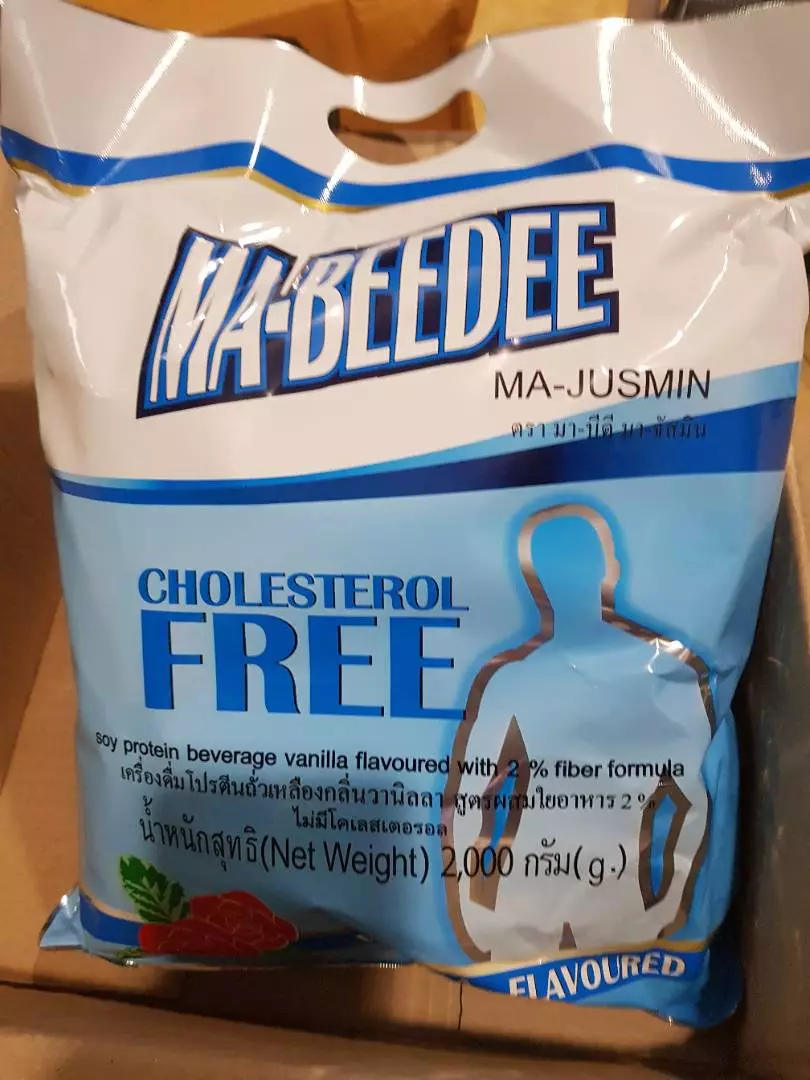 MA-BEEDEE
MA-JUSMIN
ตรา มา-บีดี มา-จัสมิน
CHOLESTEROL
FREE
soy protein beverage vanilla flavoured with 2 % fiber formula
เครื่องดื่มโปรตีนถั่วเหลืองกลิ่นวานิลลา สูตรผสมใยอาหาร 2 %
ไม่มีโคเลสเตอรอล
น้ำหนักสุทธิ(Net Weight) 2,000 กรัม(g.)
FLAVOURED